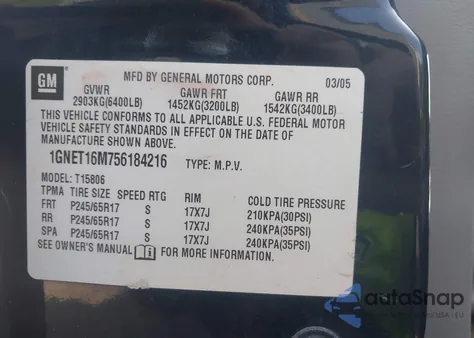 GM
MFD BY GENERAL MOTORS CORP. 03/05
GVWR GAWR FRT GAWR RR
2903KG(6400LB) 1452KG(3200LB) 1542KG(3400LB)
THIS VEHICLE CONFORMS TO ALL APPLICABLE U.S. FEDERAL MOTOR
VEHICLE SAFETY STANDARDS IN EFFECT ON THE DATE OF
MANUFACTURE SHOWN ABOVE.
1GNET16M756184216 TYPE: M.P.V.
MODEL: T15806
TPMA TIRE SIZE SPEED RTG RIM COLD TIRE PRESSURE
FRT P245/65R17 S 17X7J 210KPA(30PSI)
RR P245/65R17 S 17X7J 240KPA(35PSI)
SPA P245/65R17 S 17X7J 240KPA(35PSI)
SEE OWNER'S MANUAL FOR MORE INFORMATION.
autaSnap